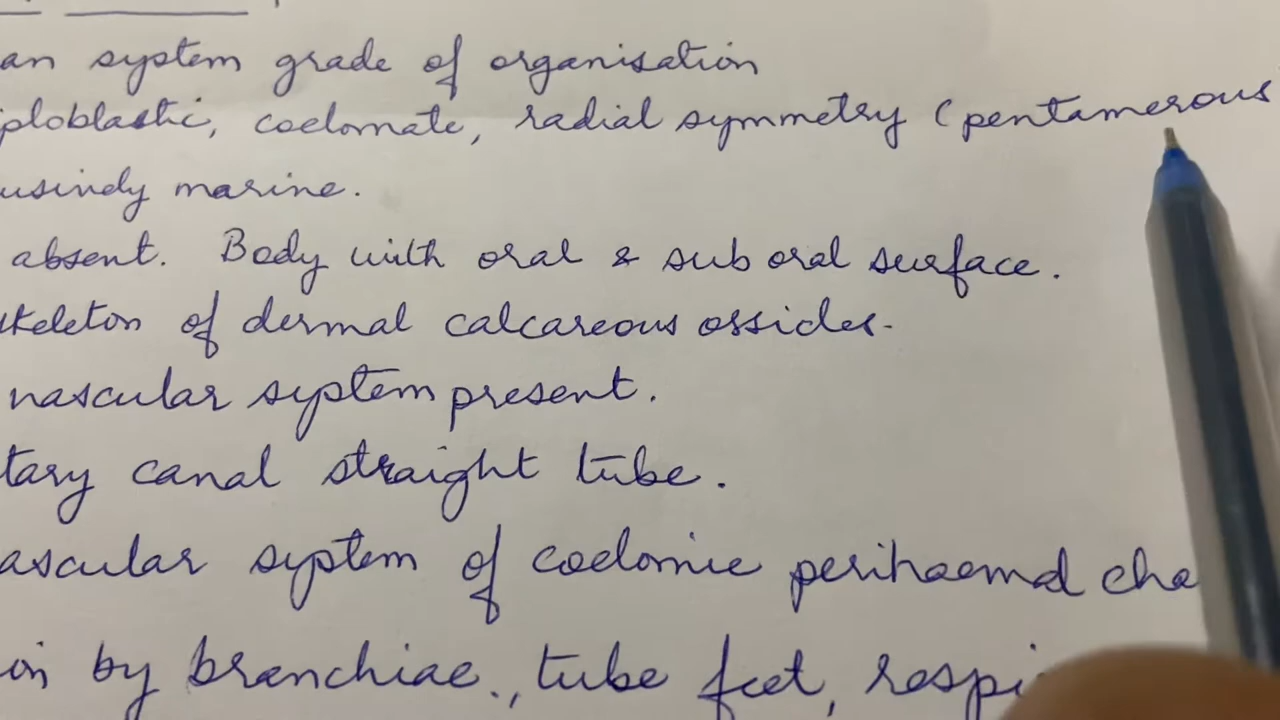 an system grade of organisation
iploblastic, coelomate, radial symmetry (pentamerous
usively marine.
absent. Body with oral & sub oral surface.
skeleton of dermal calcareous ossicles.
vascular system present.
tary canal straight tube.
ascular system of coelomic perihaemal cha
on by branchiae., tube feet, respi